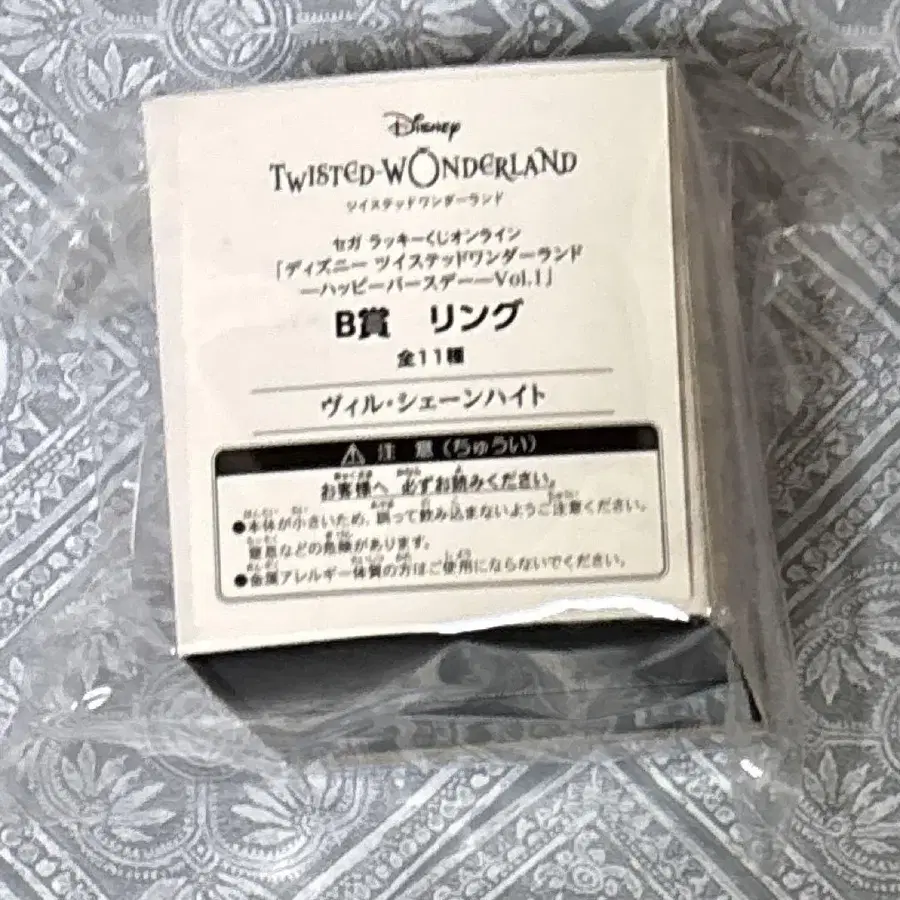 Disney
TWISTED-WONDERLAND
ツイステッドワンダーランド
セガ ラッキーくじオンライン
「ディズニー ツイステッドワンダーランド
―ハッピーバースデー―Vol.1」
B賞 リング
全11種
ヴィル・シェーンハイト
⚠ 注 意(ちゅうい)
お客様へ 必ずお読みください。
●本体が小さいため、誤って飲み込まないようご注意ください。
窒息などの危険があります。
●金属アレルギー体質の方はご使用にならないでください。